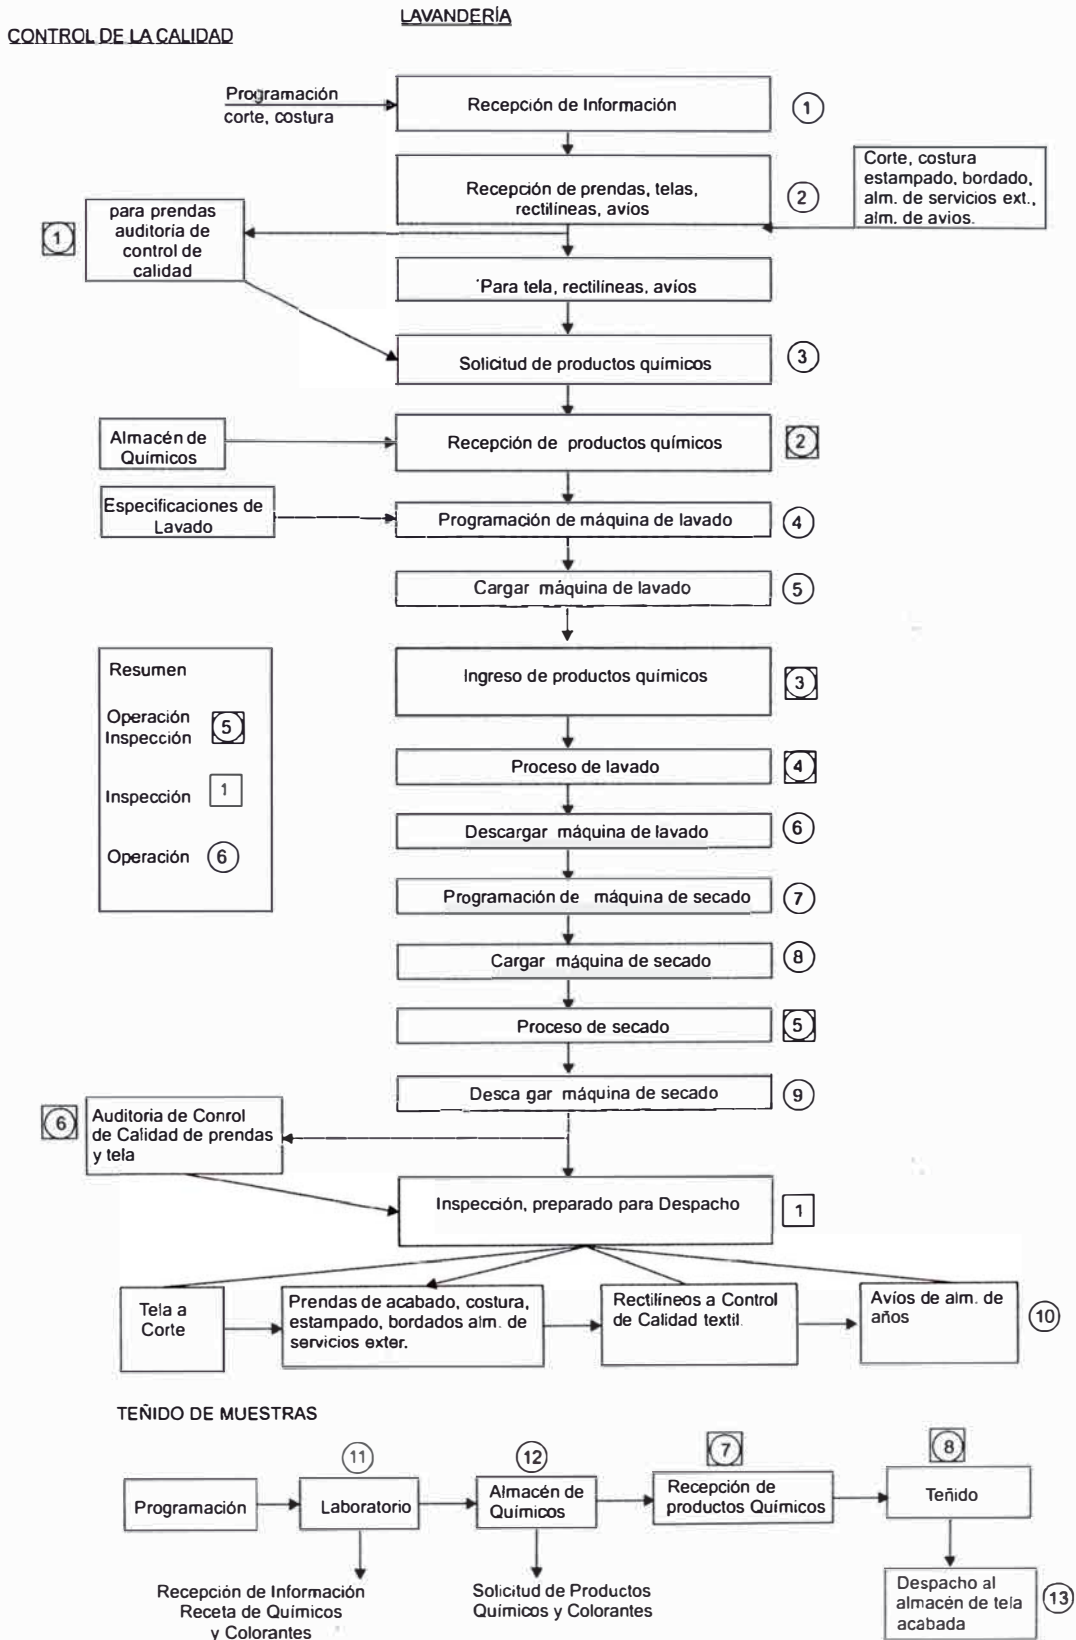 LAVANDERÍA
CONTROL DE LA CALIDAD
Programación
corte, costura
Recepción de Información
1
Recepción de prendas, telas,
rectilíneas, avíos
2
Corte, costura
estampado, bordado,
alm. de servicios ext.,
alm. de avios.
1
para prendas
auditoría de
control de
calidad
Para tela, rectilíneas, avíos
Solicitud de productos químicos
3
Almacén de
Químicos
Recepción de productos químicos
2
Especificaciones de
Lavado
Programación de máquina de lavado
4
Cargar máquina de lavado
5
Resumen
Operación
Inspección
5
Inspección
1
Operación
6
Ingreso de productos químicos
3
Proceso de lavado
4
Descargar máquina de lavado
6
Programación de máquina de secado
7
Cargar máquina de secado
8
Proceso de secado
5
Desca gar máquina de secado
9
6
Auditoria de Conrol
de Calidad de prendas
y tela
Inspección, preparado para Despacho
1
Tela a
Corte
Prendas de acabado, costura,
estampado, bordados alm. de
servicios exter.
Rectilíneos a Control
de Calidad textil.
Avíos de alm. de
años
10
TEÑIDO DE MUESTRAS
11
12
7
8
Programación
Laboratorio
Almacén de
Químicos
Recepción de
productos Químicos
Teñido
Recepción de Información
Receta de Químicos
y Colorantes
Solicitud de Productos
Químicos y Colorantes
Despacho al
almacén de tela
acabada
13